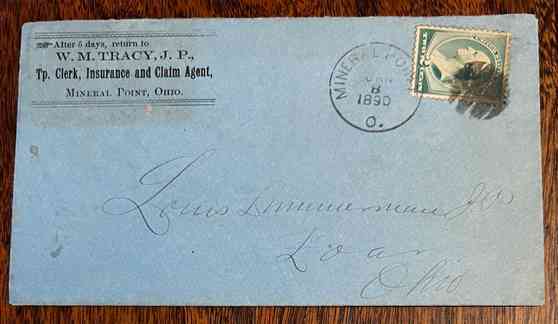 After 5 days, return to
W. M. TRACY, J. P.,
Tp. Clerk, Insurance and Claim Agent,
MINERAL POINT, OHIO.
MINERAL POINT
8
1890
O.
Louis
Zoar
Ohio